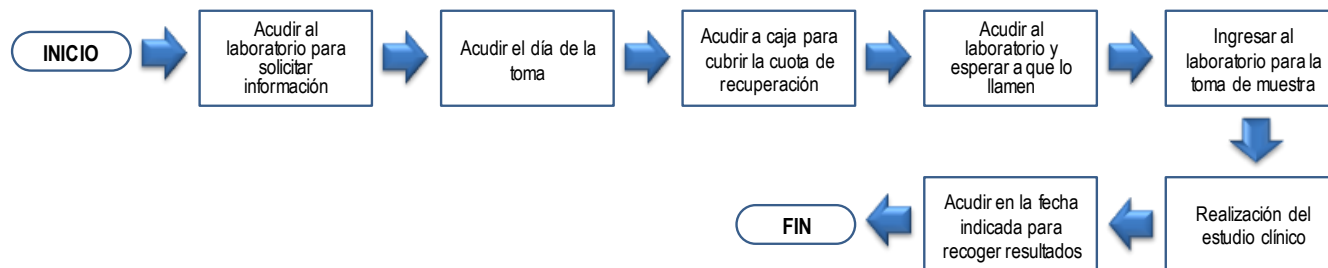 INICIO
Acudir al
laboratorio para
solicitar
información
Acudir el día de la
toma
Acudir a caja para
cubrir la cuota de
recuperación
Acudir al
laboratorio y
esperar a que lo
llamen
Ingresar al
laboratorio para la
toma de muestra
Realización del
estudio clínico
Acudir en la fecha
indicada para
recoger resultados
FIN